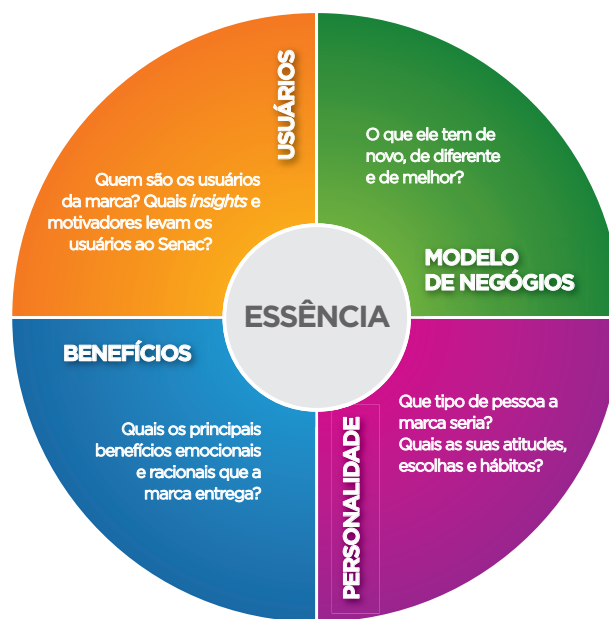 USUÁRIOS
Quem são os usuários
da marca? Quais insights e
motivadores levam os
usuários ao Senac?
O que ele tem de
novo, de diferente
e de melhor?
MODELO
DE NEGÓGIOS
ESSÊNCIA
BENEFÍCIOS
Quais os principais
benefícios emocionais
e racionais que a
marca entrega?
PERSONALIDADE
Que tipo de pessoa a
marca seria?
Quais as suas atitudes,
escolhas e hábitos?